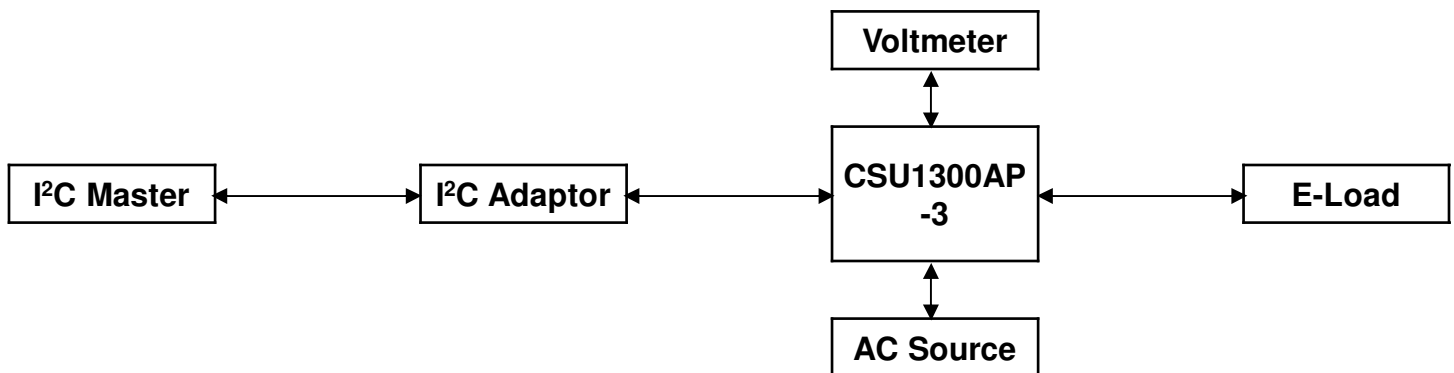 Voltmeter
I²C Master
I²C Adaptor
CSU1300AP
-3
E-Load
AC Source